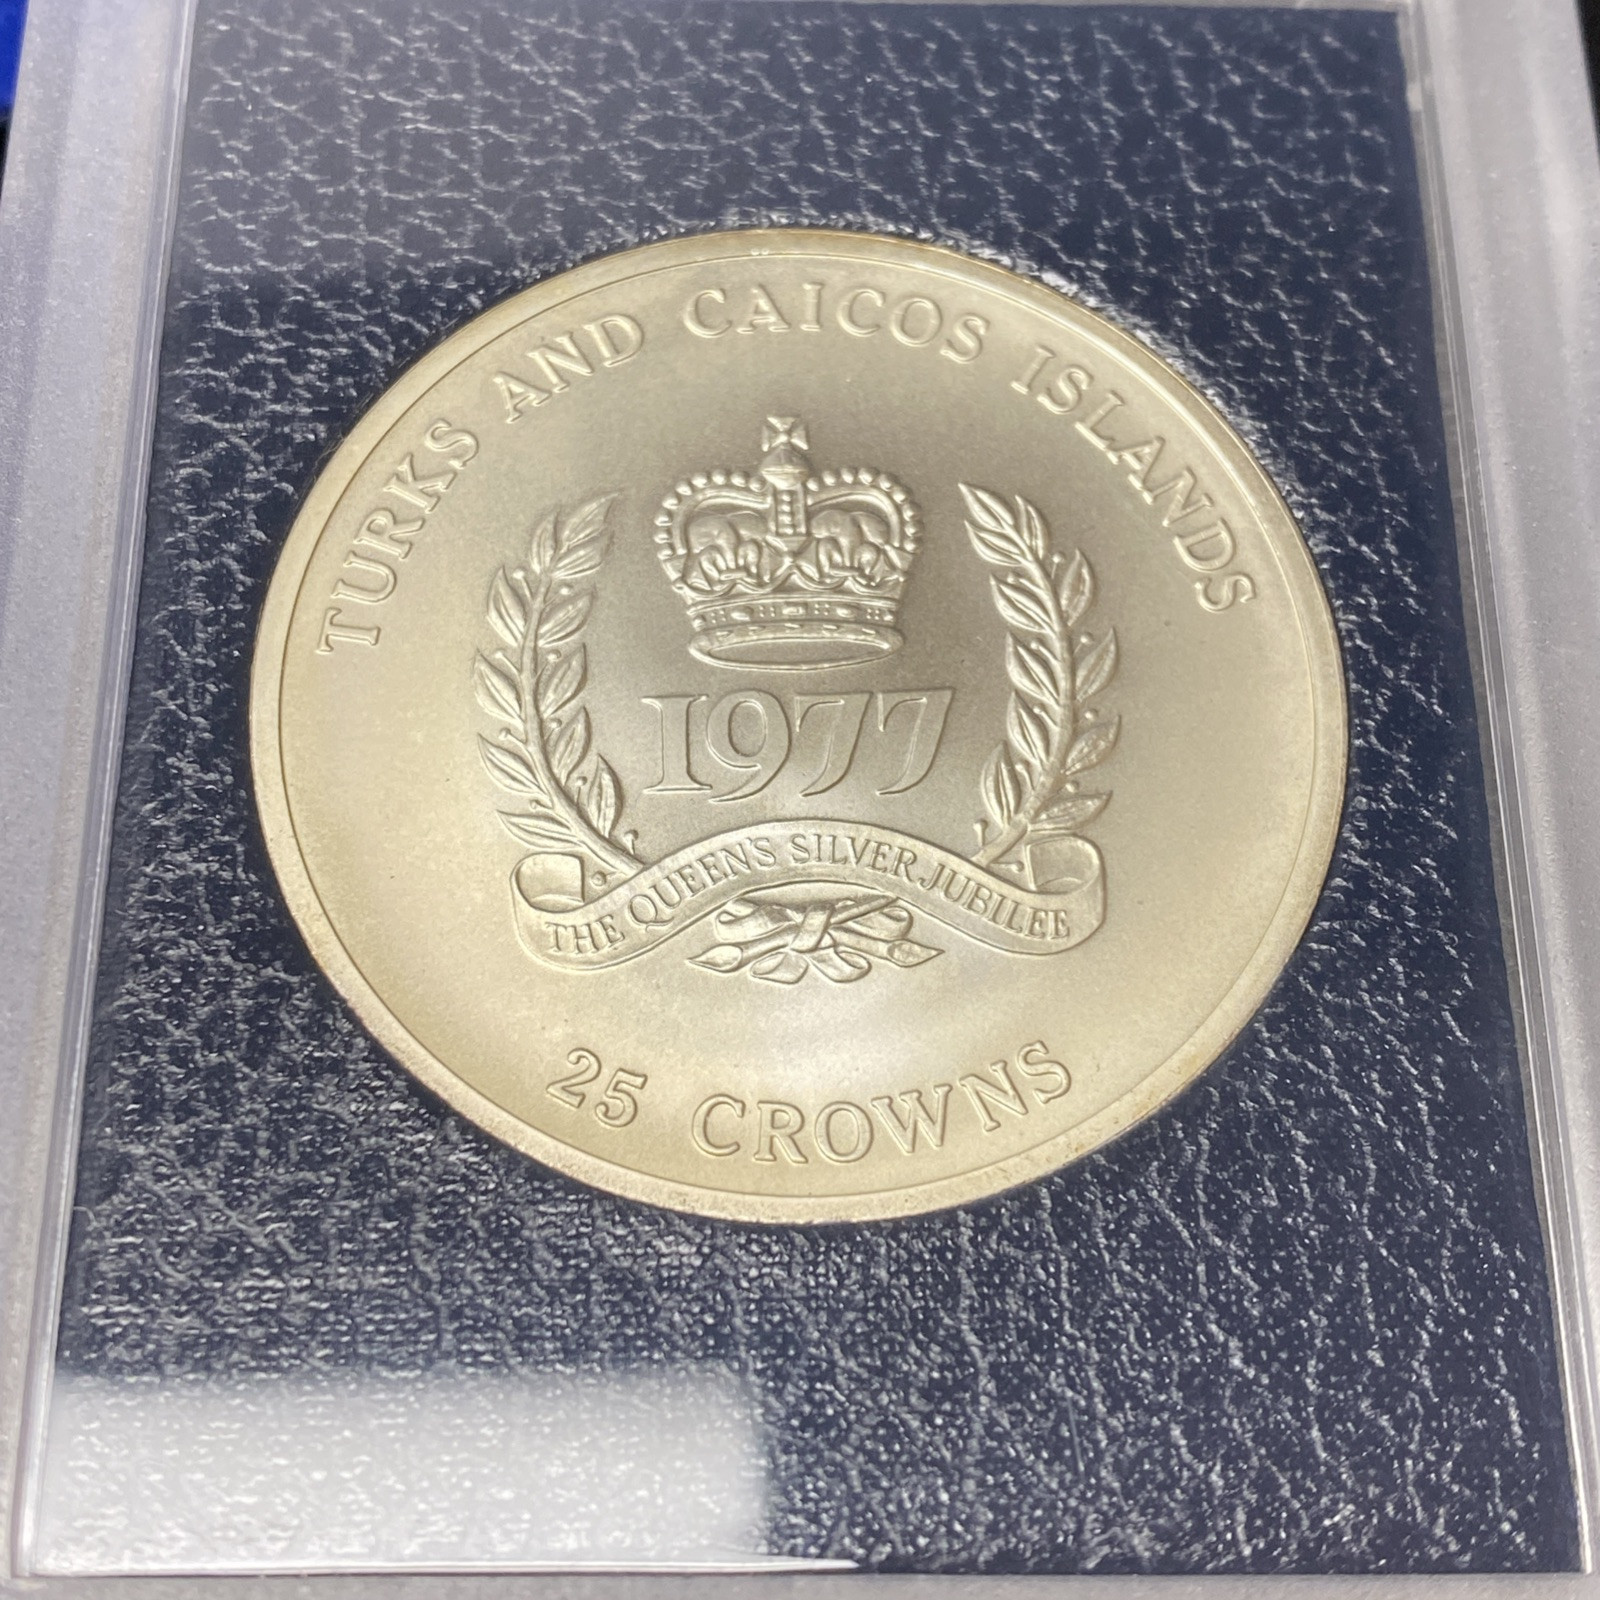 TURKS AND CAICOS ISLANDS
1977
THE QUEEN'S SILVER JUBILEE
25 CROWNS